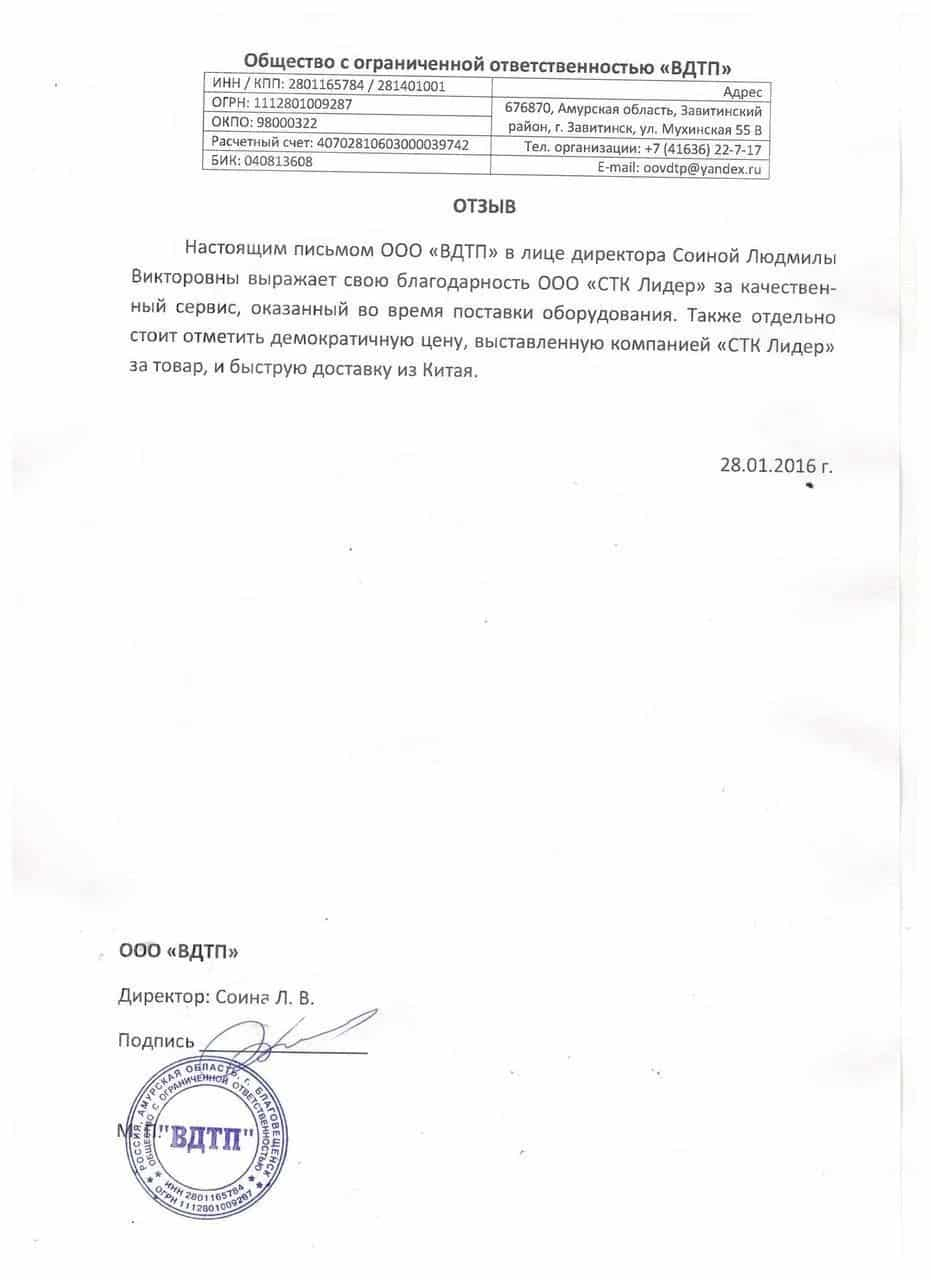 Общество с ограниченной ответственностью «ВДТП»
ИНН / КПП: 2801165784 / 281401001
ОГРН: 1112801009287
ОКПО: 98000322
Расчетный счет: 40702810603000039742
БИК: 040813608
Адрес
676870, Амурская область, Завитинский
район, г. Завитинск, ул. Мухинская 55 В
Тел. организации: +7 (41636) 22-7-17
E-mail: oovdtp@yandex.ru
ОТЗЫВ
Настоящим письмом ООО «ВДТП» в лице директора Соиной Людмилы
Викторовны выражает свою благодарность ООО «СТК Лидер» за качествен-
ный сервис, оказанный во время поставки оборудования. Также отдельно
стоит отметить демократичную цену, выставленную компанией «СТК Лидер»
за товар, и быструю доставку из Китая.
28.01.2016 г.
ООО «ВДТП»
Директор: Соина Л. В.
Подпись
М.П.
РОССИЯ, АМУРСКАЯ ОБЛАСТЬ, г. БЛАГОВЕЩЕНСК
ОБЩЕСТВО С ОГРАНИЧЕННОЙ ОТВЕТСТВЕННОСТЬЮ
"ВДТП"
ИНН 2801165784
ОГРН 1112801009287